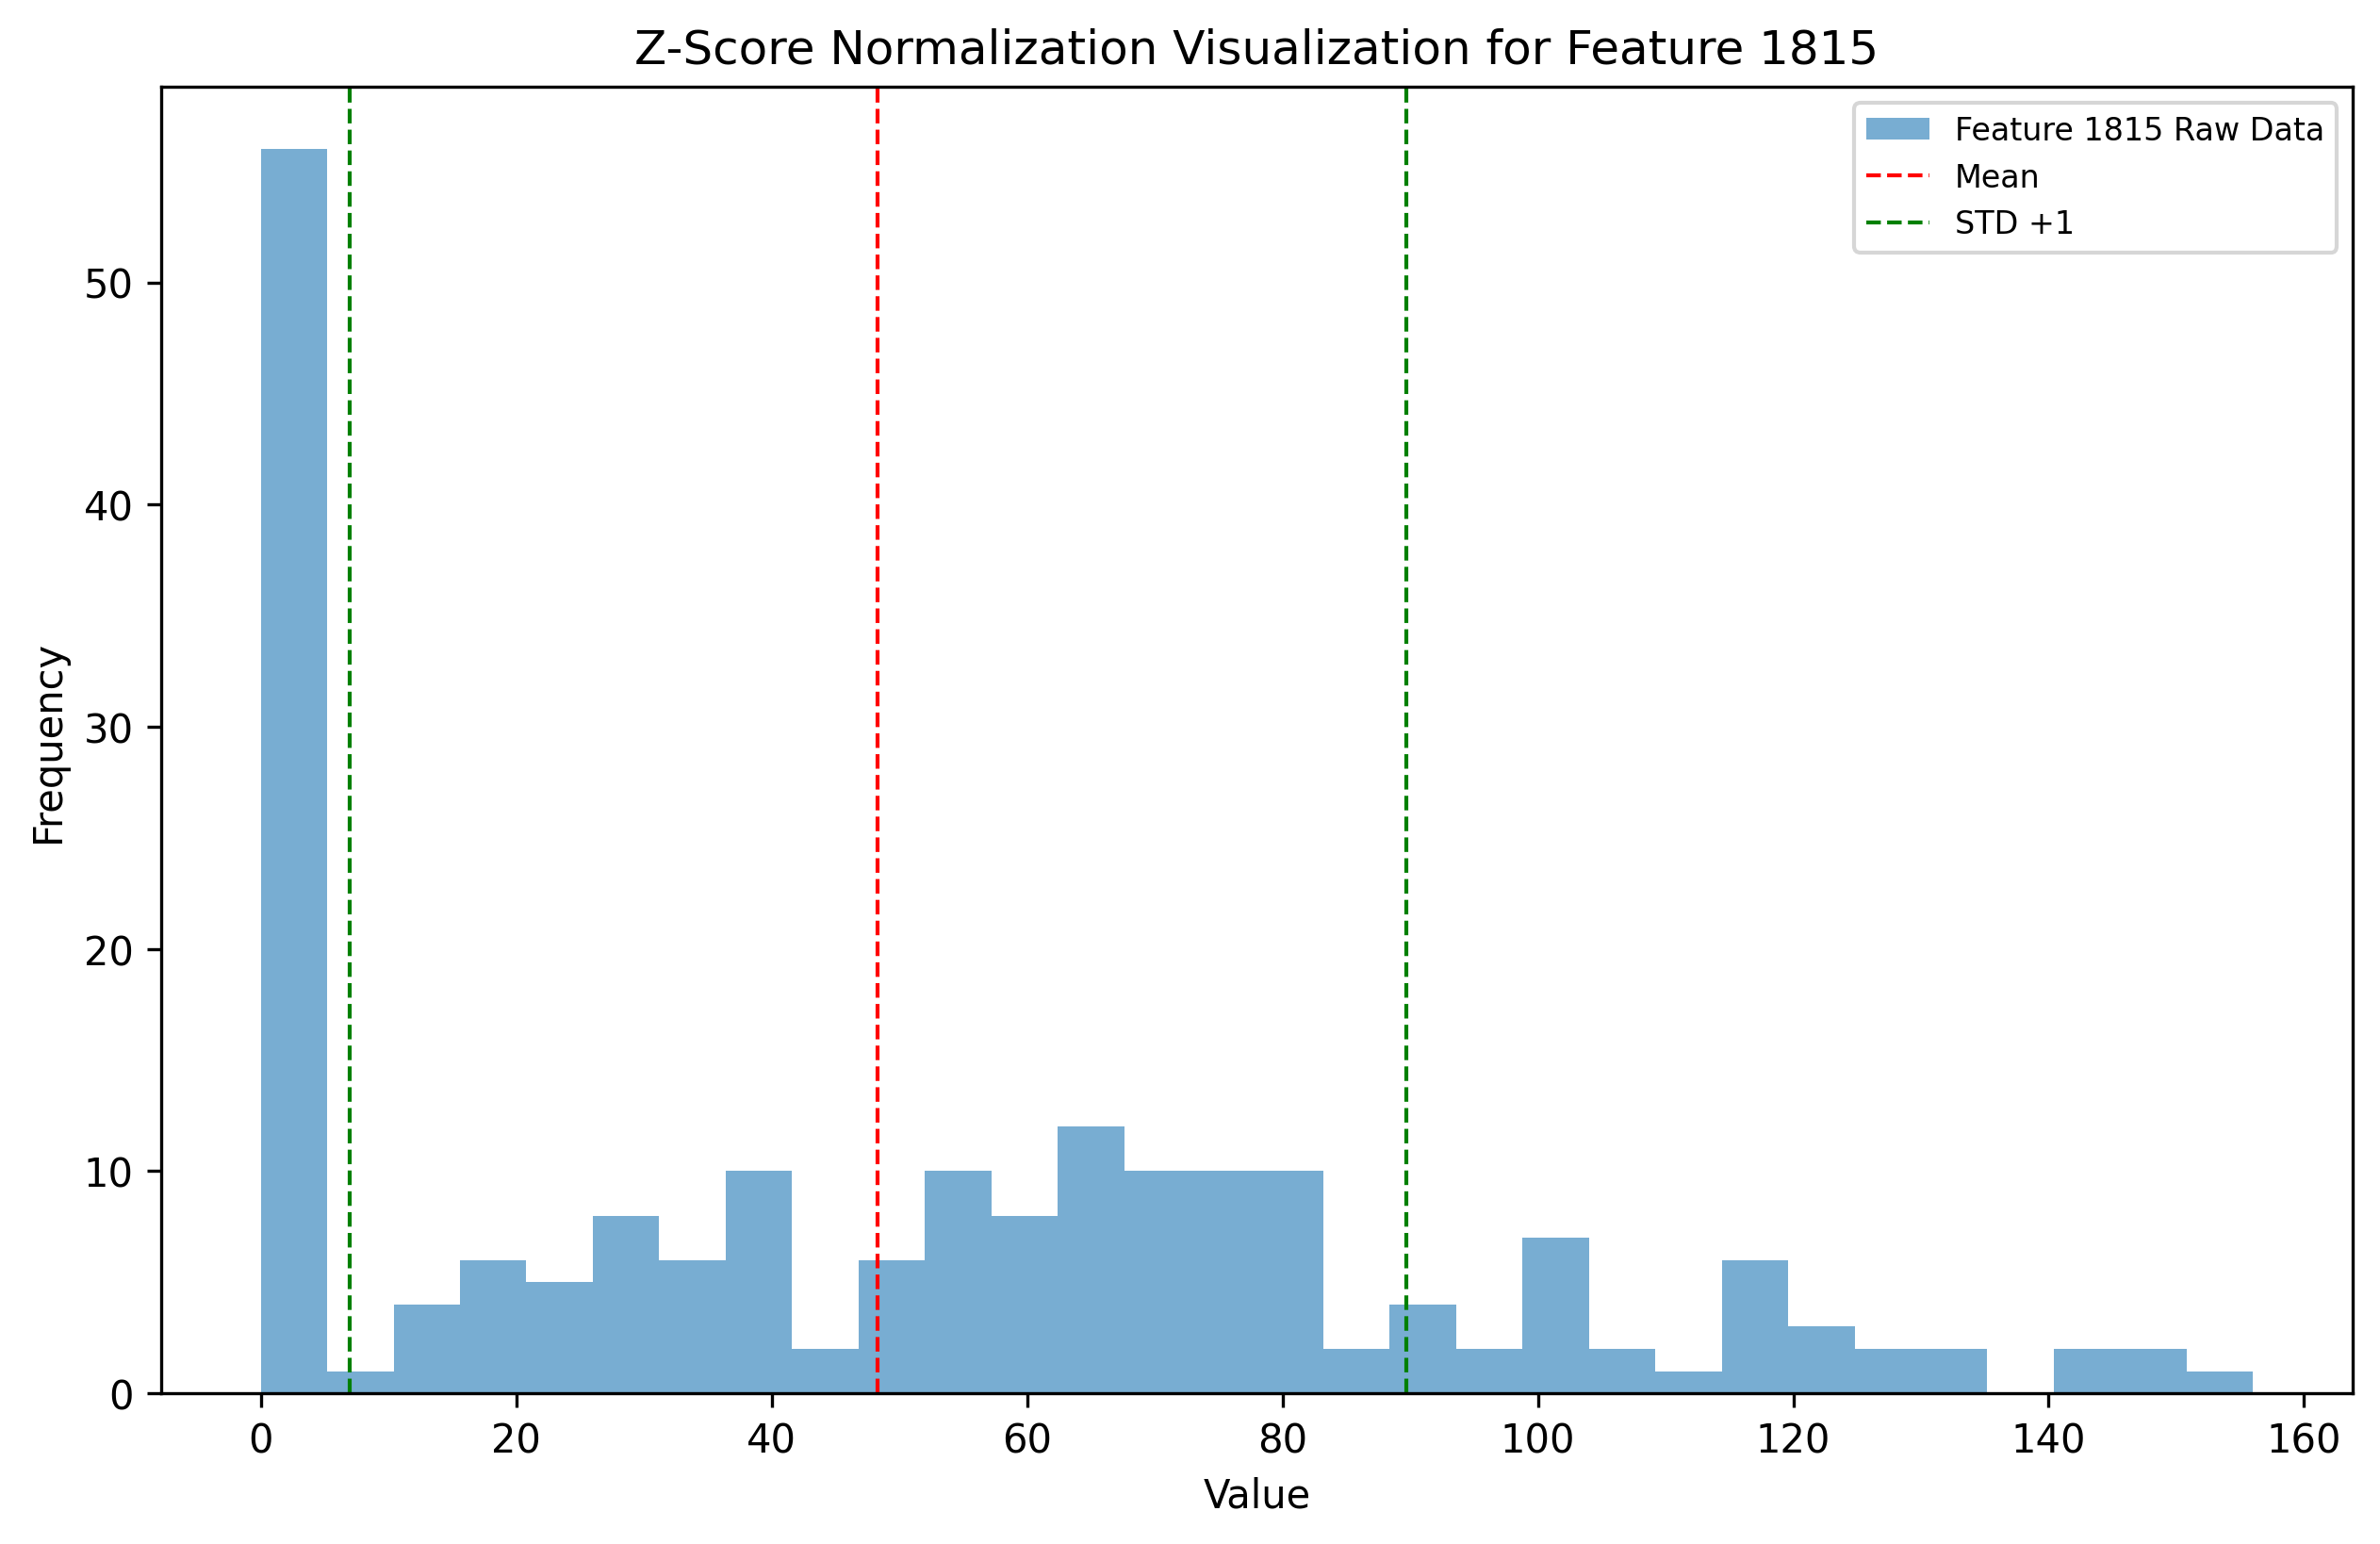 Z-Score Normalization Visualization for Feature 1815
Feature 1815 Raw Data
Mean
STD +1
Frequency
50
40
30
20
10
0
0 20 40 60 80 100 120 140 160
Value